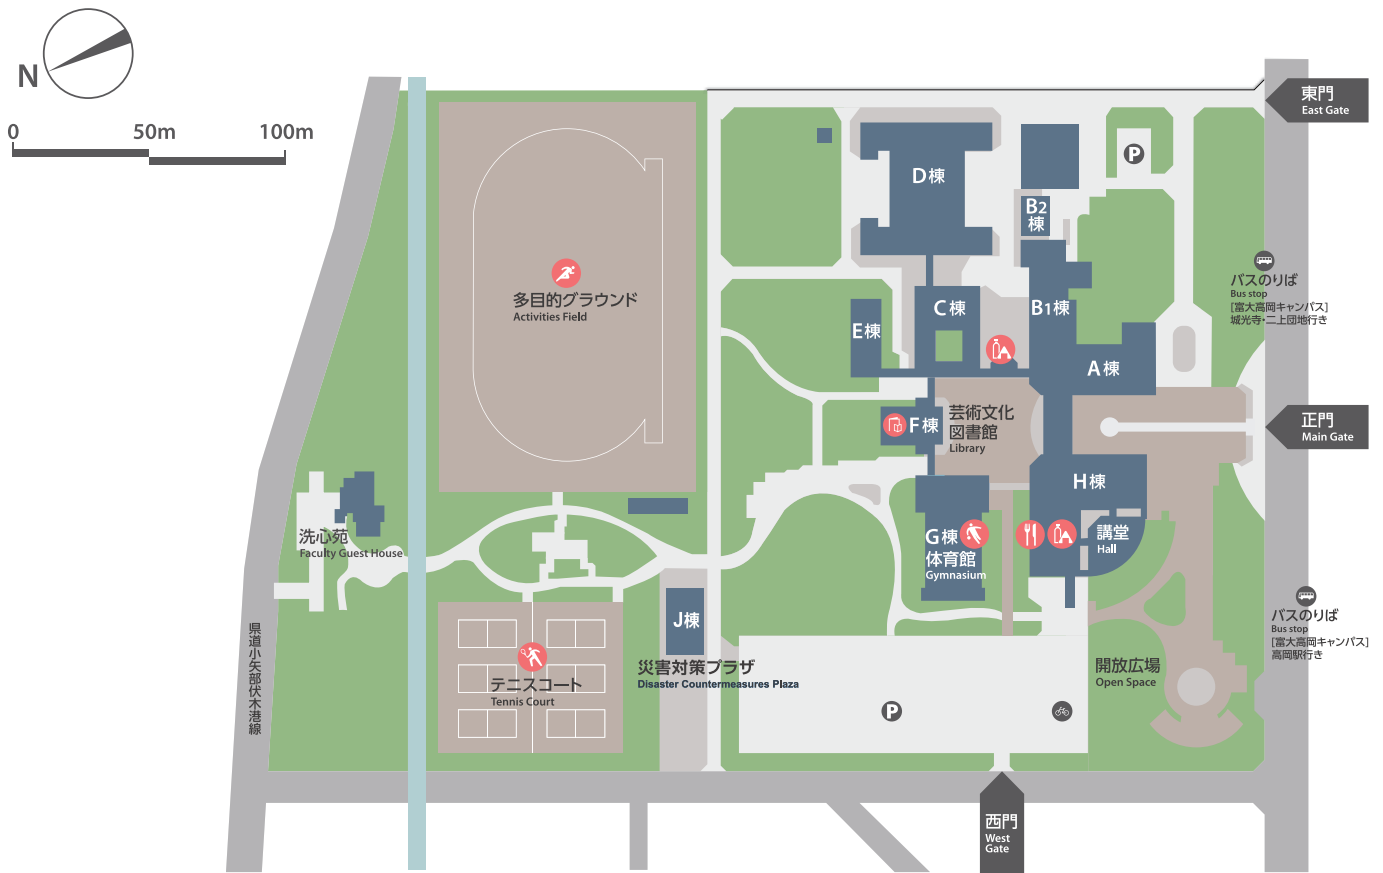 N
0 50m 100m
東門
East Gate
P
D棟
B2
棟
バスのりば
Bus stop
[富大高岡キャンパス]
城光寺・二上団地行き
多目的グラウンド
Activities Field
C棟
B1棟
E棟
A棟
芸術文化
図書館
Library
F棟
正門
Main Gate
H棟
洗心苑
Faculty Guest House
G棟
体育館
Gymnasium
講堂
Hall
バスのりば
Bus stop
[富大高岡キャンパス]
高岡駅行き
J棟
県道小矢部伏木港線
災害対策プラザ
Disaster Countermeasures Plaza
テニスコート
Tennis Court
開放広場
Open Space
P
西門
West
Gate